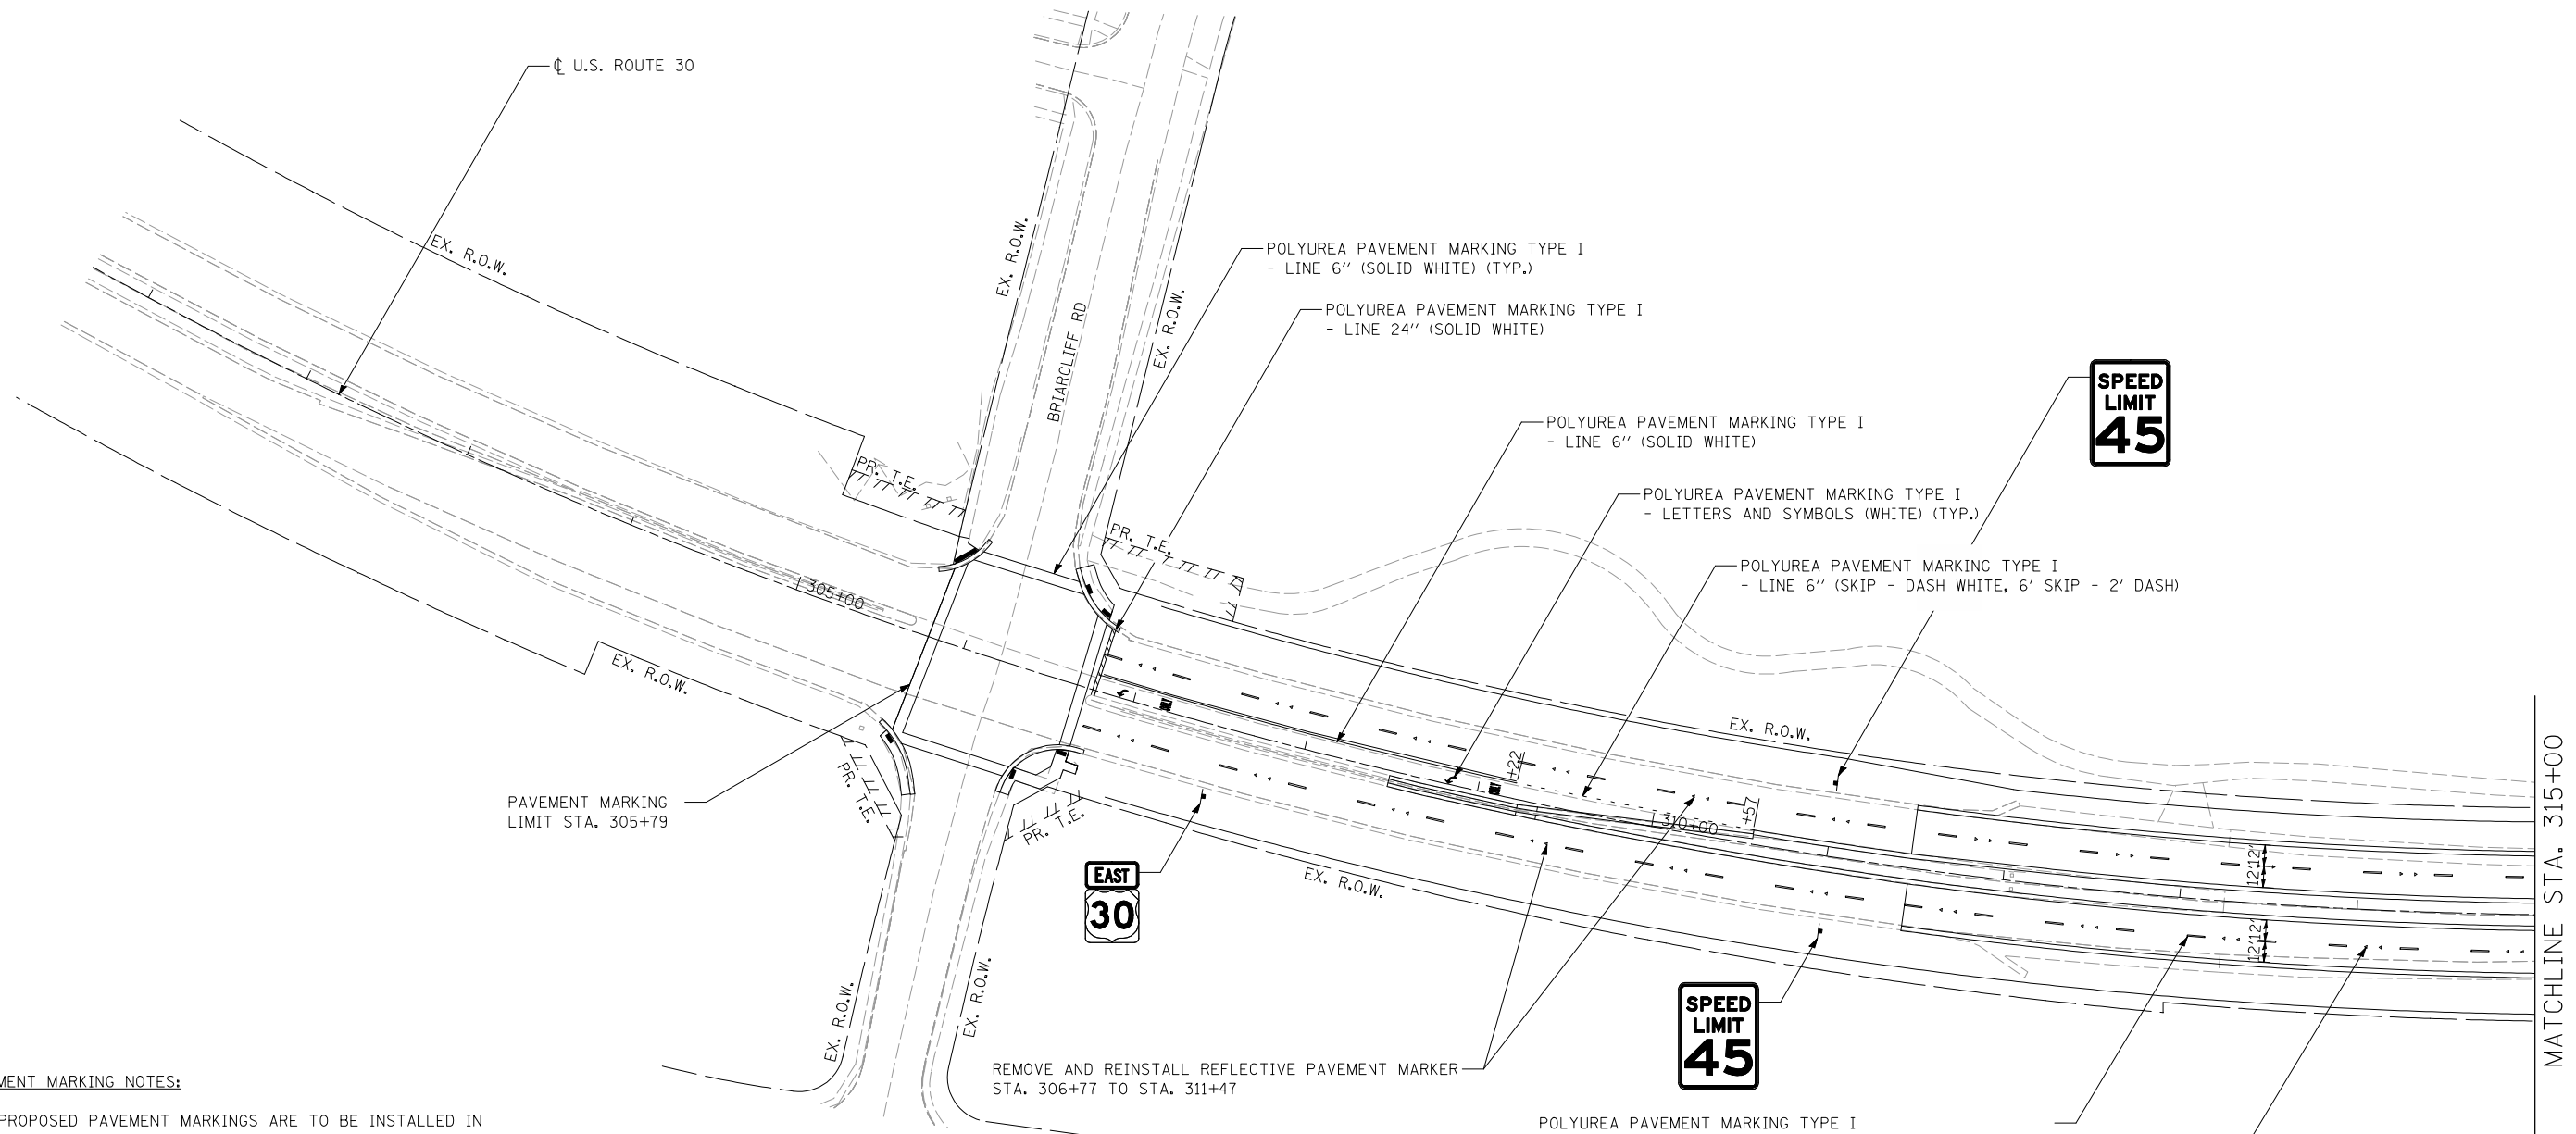 ℄ U.S. ROUTE 30
EX. R.O.W.
EX. R.O.W.
EX. R.O.W.
BRIARCLIFF RD
POLYUREA PAVEMENT MARKING TYPE I
- LINE 6" (SOLID WHITE) (TYP.)
POLYUREA PAVEMENT MARKING TYPE I
- LINE 24" (SOLID WHITE)
SPEED
LIMIT
45
POLYUREA PAVEMENT MARKING TYPE I
- LINE 6" (SOLID WHITE)
POLYUREA PAVEMENT MARKING TYPE I
- LETTERS AND SYMBOLS (WHITE) (TYP.)
POLYUREA PAVEMENT MARKING TYPE I
- LINE 6" (SKIP - DASH WHITE, 6' SKIP - 2' DASH)
PR. T.E.
PR. T.E.
305+00
EX. R.O.W.
EX. R.O.W.
+22
+57
310+00
PAVEMENT MARKING
LIMIT STA. 305+79
PR. T.E.
PR. T.E.
EAST
30
EX. R.O.W.
12'
12'
12'
12'
MATCHLINE STA. 315+00
EX. R.O.W.
EX. R.O.W.
SPEED
LIMIT
45
REMOVE AND REINSTALL REFLECTIVE PAVEMENT MARKER
STA. 306+77 TO STA. 311+47
MENT MARKING NOTES:
PROPOSED PAVEMENT MARKINGS ARE TO BE INSTALLED IN
POLYUREA PAVEMENT MARKING TYPE I